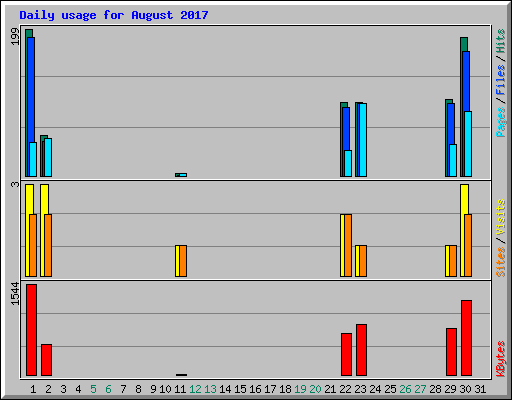 Daily usage for August 2017
199
Pages / Files / Hits
3
Sites / Visits
1544
KBytes
1 2 3 4 5 6 7 8 9 10 11 12 13 14 15 16 17 18 19 20 21 22 23 24 25 26 27 28 29 30 31